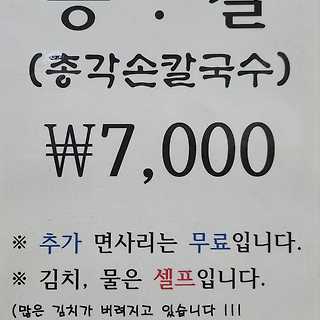 (총각손칼국수)
₩7,000
※ 추가 면사리는 무료입니다.
※ 김치, 물은 셀프입니다.
(많은 김치가 버려지고 있습니다 !!!